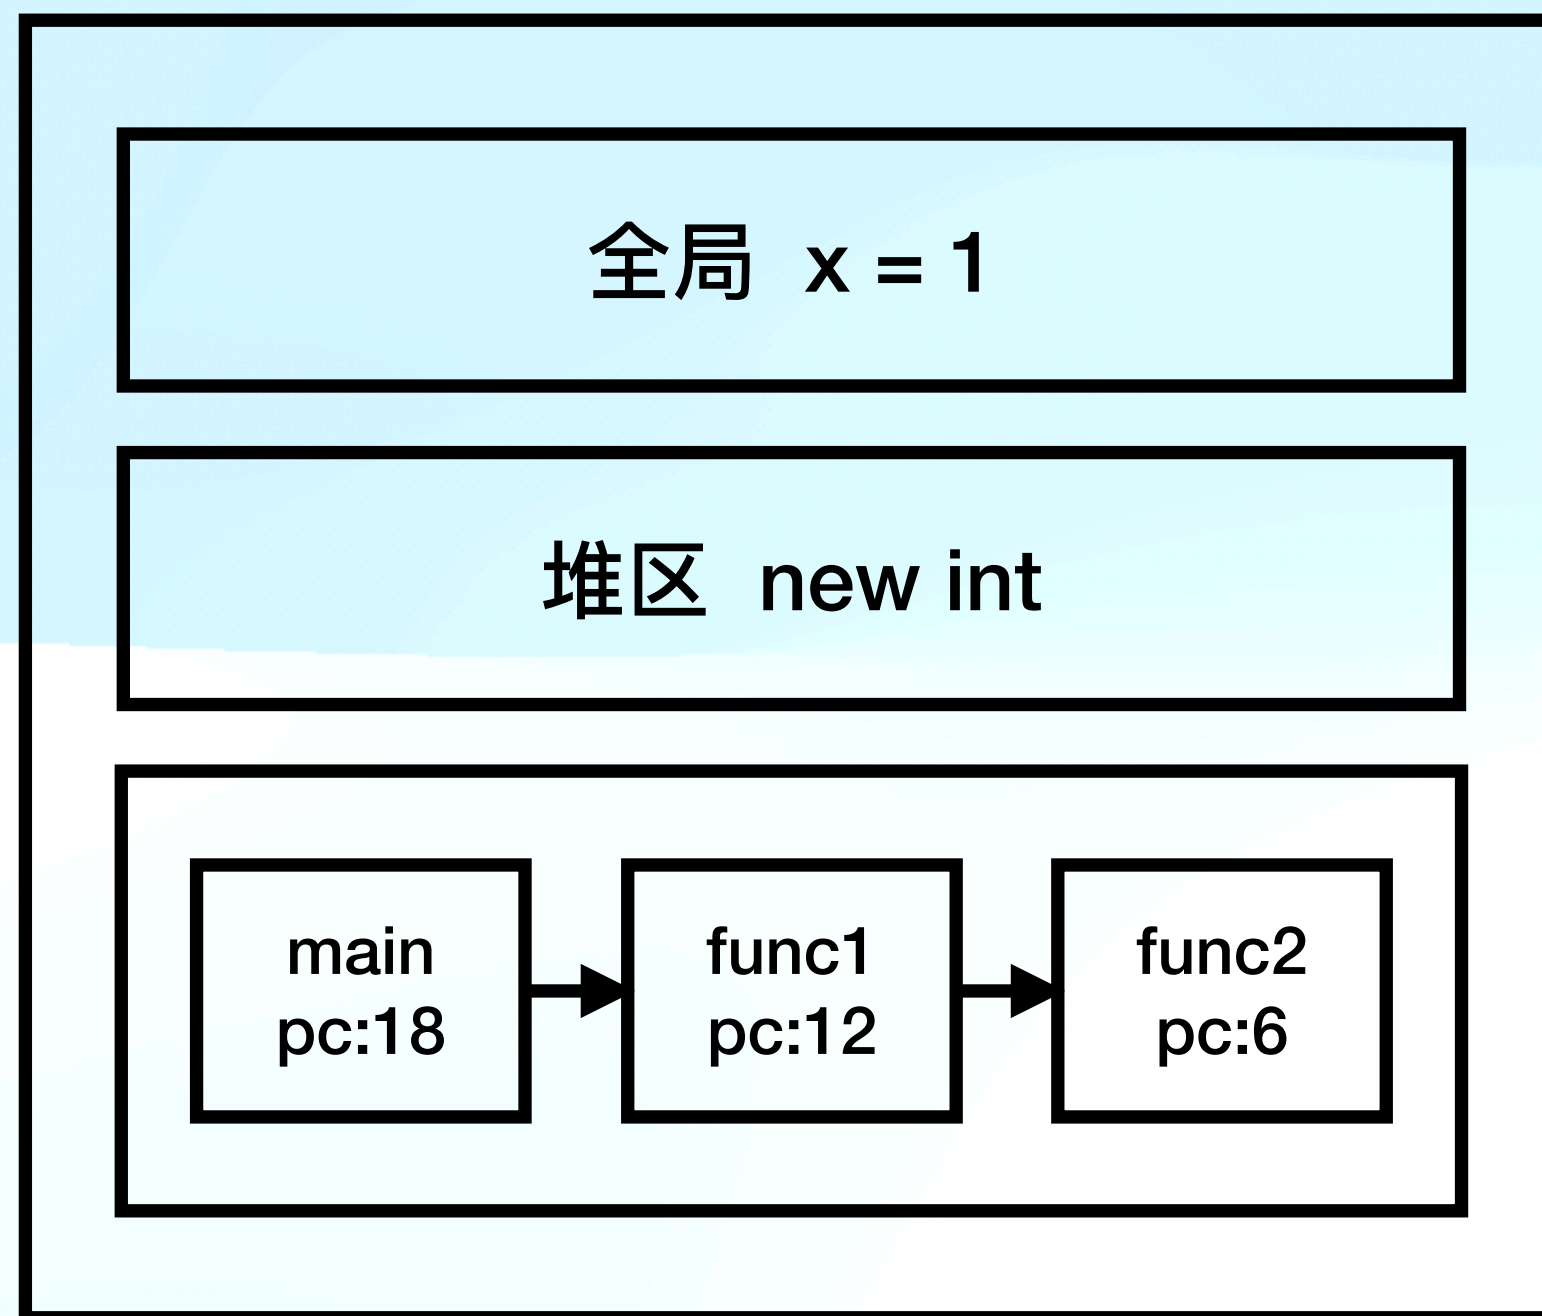 全局 x = 1
堆区 new int
main
pc:18
func1
pc:12
func2
pc:6